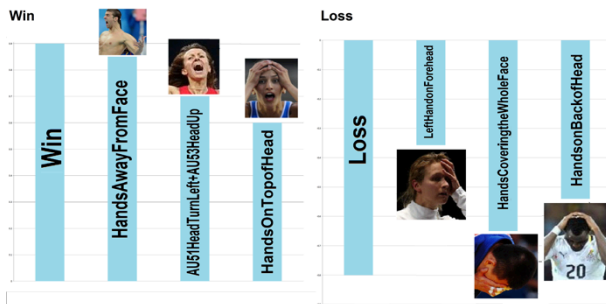 Win
Loss
Win
HandsAwayFromFace
AU51HeadTurnLeft+AU53HeadUp
HandsOnTopofHead
Loss
LeftHandonForehead
HandsCoveringtheWholeFace
HandsonBackofHead
20